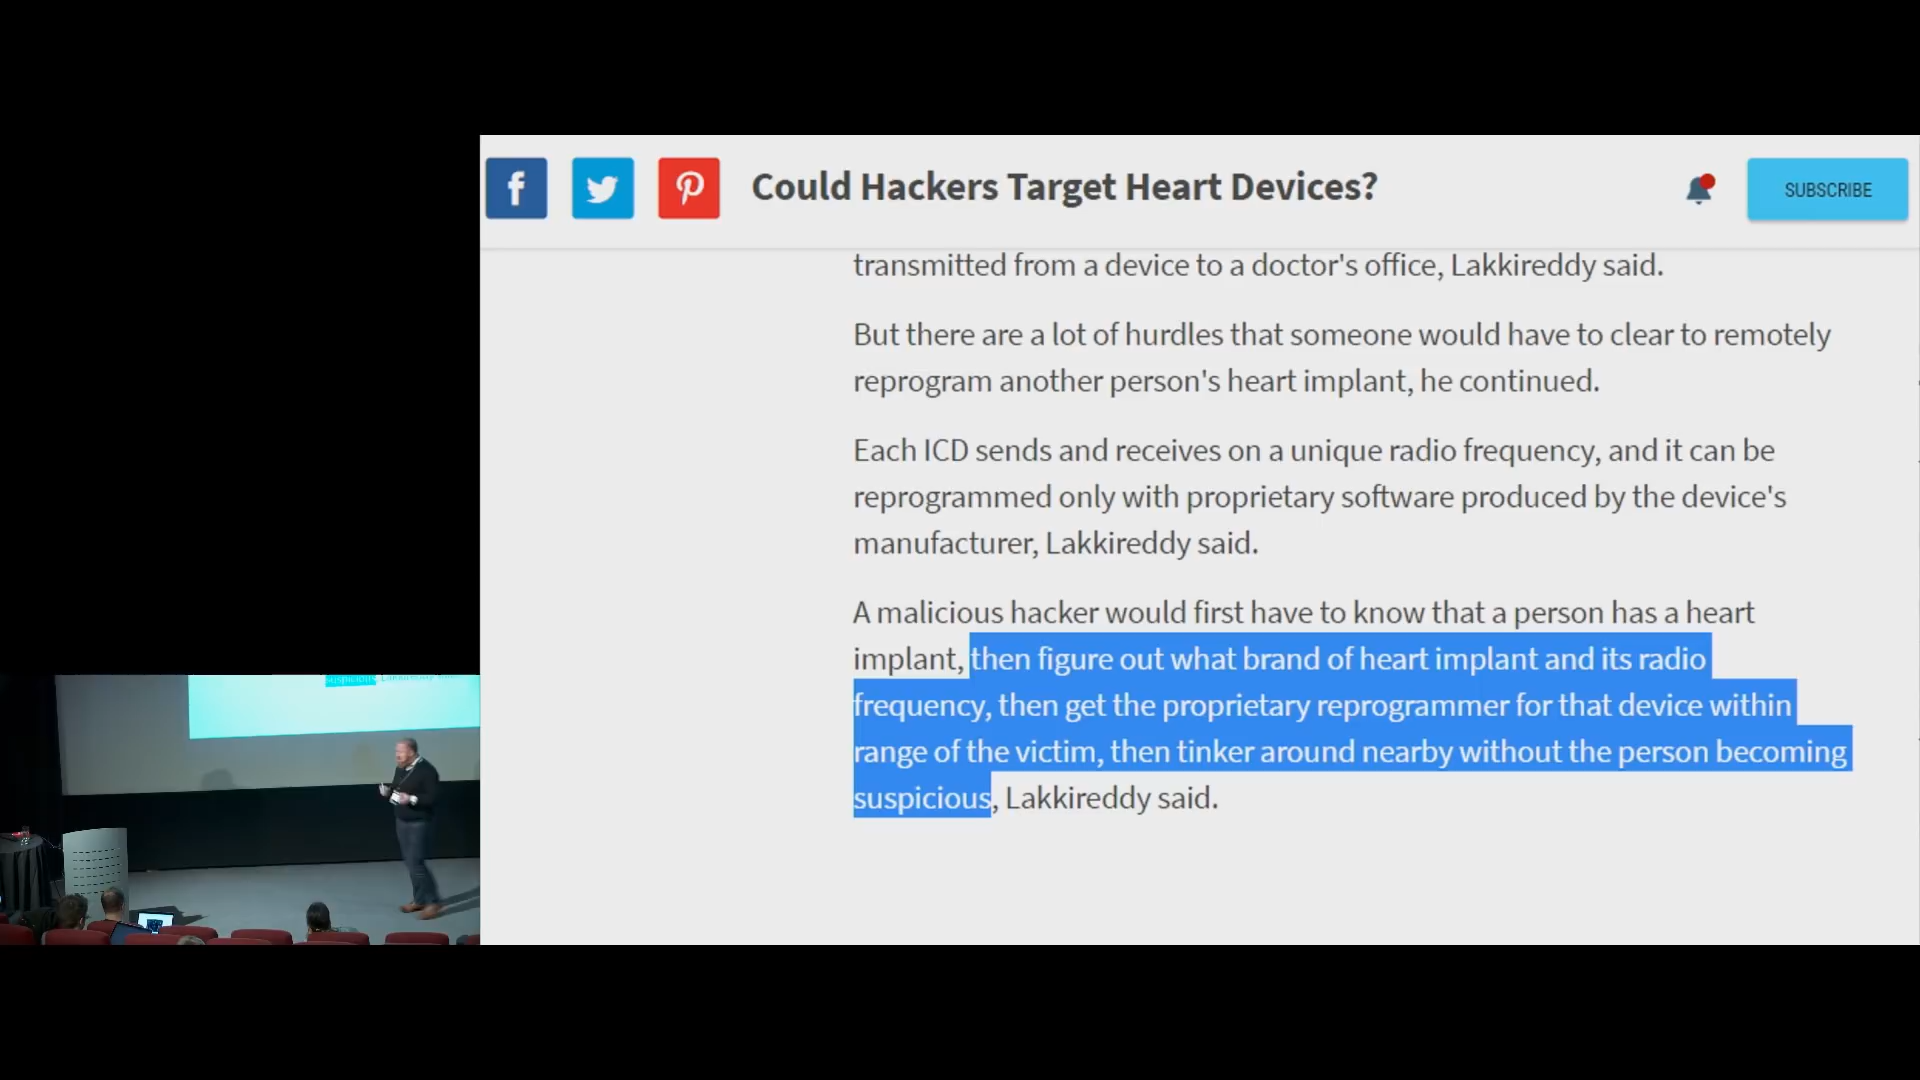 Could Hackers Target Heart Devices?
SUBSCRIBE
transmitted from a device to a doctor's office, Lakkireddy said.
But there are a lot of hurdles that someone would have to clear to remotely
reprogram another person's heart implant, he continued.
Each ICD sends and receives on a unique radio frequency, and it can be
reprogrammed only with proprietary software produced by the device's
manufacturer, Lakkireddy said.
A malicious hacker would first have to know that a person has a heart
implant, then figure out what brand of heart implant and its radio
frequency, then get the proprietary reprogrammer for that device within
range of the victim, then tinker around nearby without the person becoming
suspicious, Lakkireddy said.
suspicious